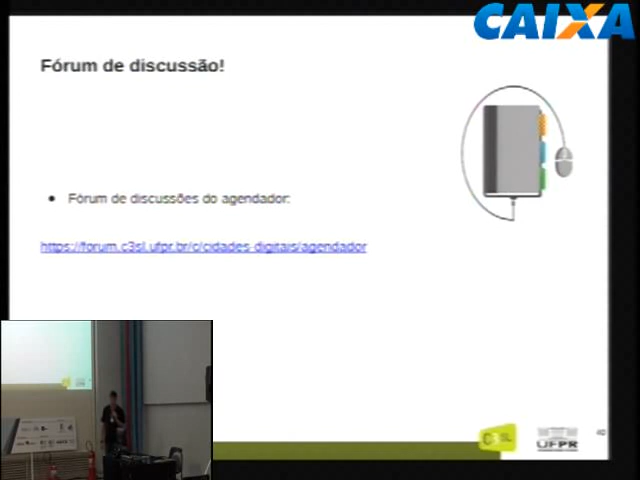 CAIXA
Fórum de discussão!
Fórum de discussões do agendador:
https://forum.c3sl.ufpr.br/c/cidades-digitais/agendador
C3SL
UFPR